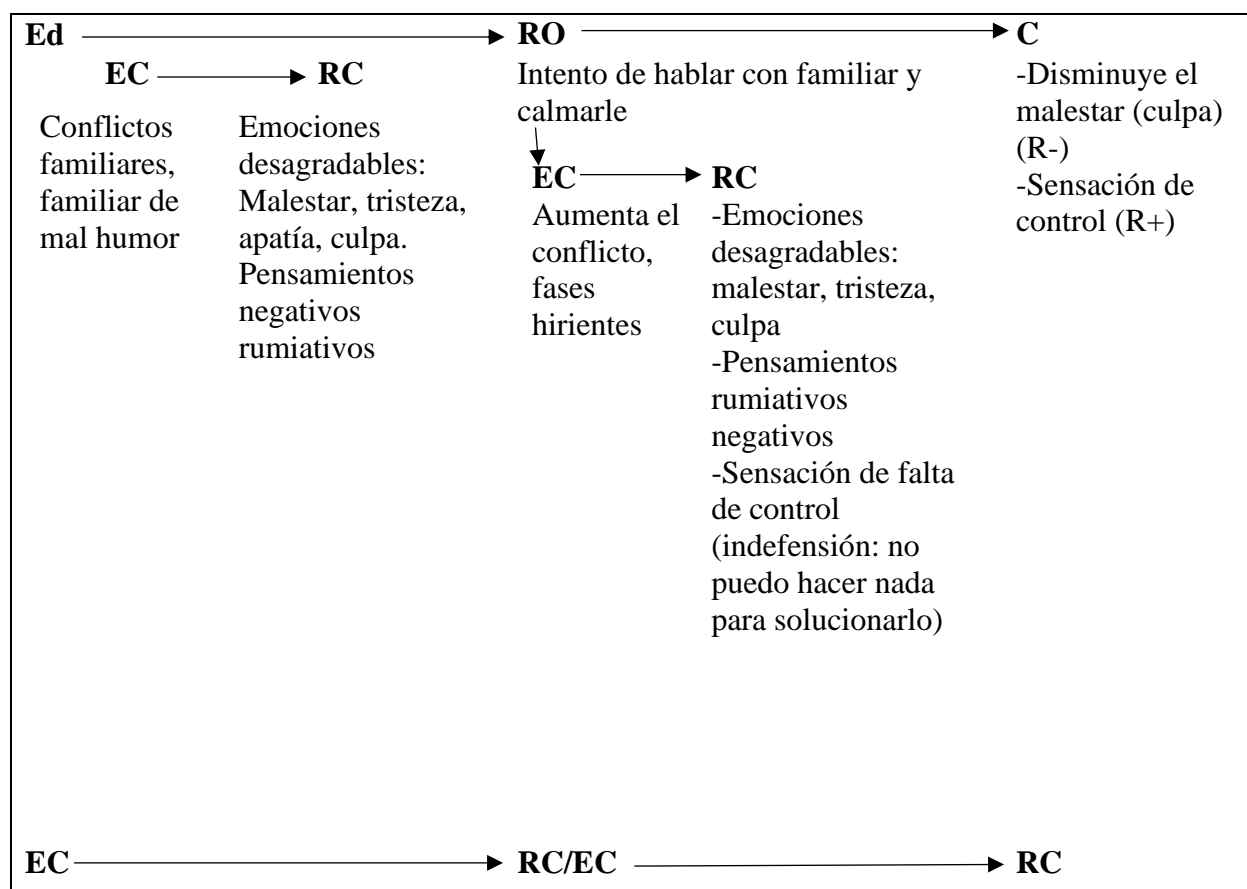 Ed RO C
EC RC
Intento de hablar con familiar y
calmarle
-Disminuye el
malestar (culpa)
(R-)
-Sensación de
control (R+)
Conflictos
familiares,
familiar de
mal humor
Emociones
desagradables:
Malestar, tristeza,
apatía, culpa.
Pensamientos
negativos
rumiativos
EC RC
Aumenta el
conflicto,
fases
hirientes
-Emociones
desagradables:
malestar, tristeza,
culpa
-Pensamientos
rumiativos
negativos
-Sensación de falta
de control
(indefensión: no
puedo hacer nada
para solucionarlo)
EC RC/EC RC